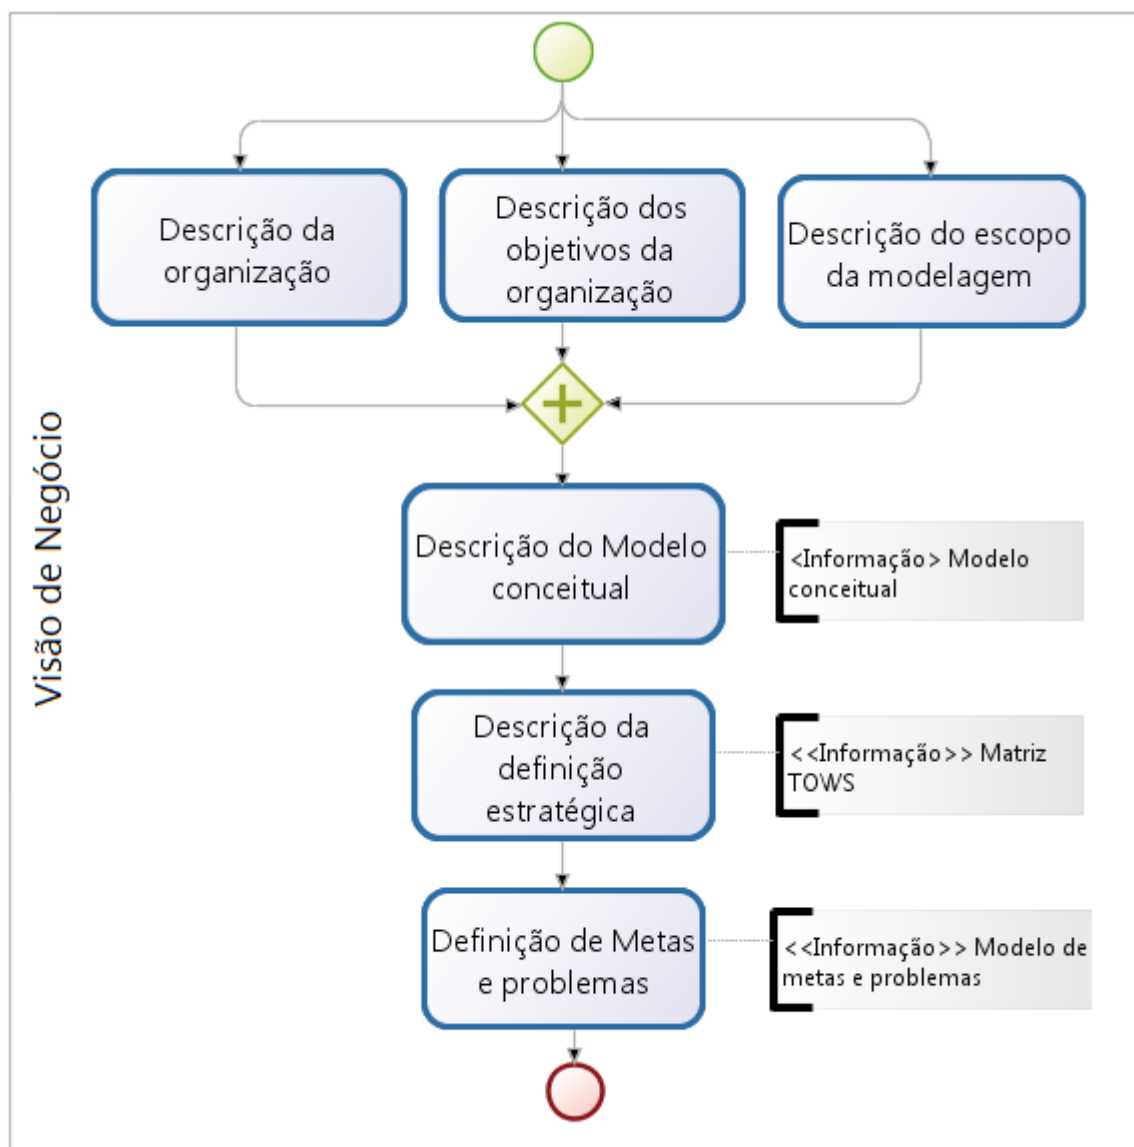 Visão de Negócio
Descrição da
organização
Descrição dos
objetivos da
organização
Descrição do escopo
da modelagem
Descrição do Modelo
conceitual
<Informação> Modelo
conceitual
Descrição da
definição
estratégica
<<Informação>> Matriz
TOWS
Definição de Metas
e problemas
<<Informação>> Modelo de
metas e problemas